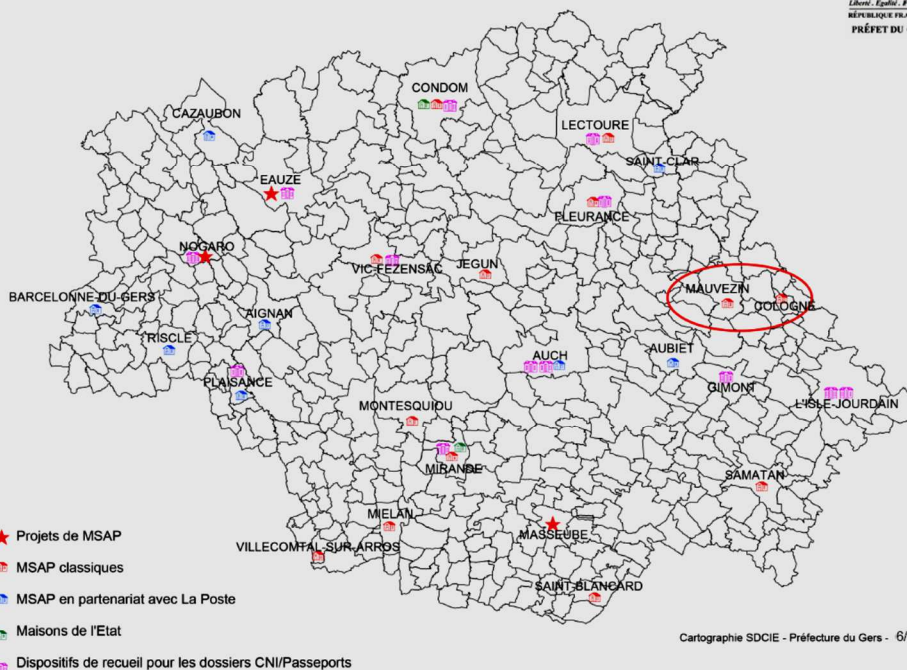 Liberté . Egalité .
RÉPUBLIQUE
PRÉFET DU
CONDOM
CAZAUBON
LECTOURE
SAINT-CLAR
EAUZE
FLEURANCE
NOGARO
VIC-FEZENSAC
JEGUN
MAUVEZIN
COLOGNE
BARCELONNE-DU-GERS
AIGNAN
RISCLE
AUCH
AUBIET
PLAISANCE
GIMONT
L'ISLE-JOURDAIN
MONTESQUIOU
MIRANDE
SAMATAN
MIELAN
MASSEUBE
VILLECOMTAL-SUR-ARROS
SAINT-BLANCARD
Projets de MSAP
MSAP classiques
MSAP en partenariat avec La Poste
Maisons de l'Etat
Dispositifs de recueil pour les dossiers CNI/Passeports
Cartographie SDCIE - Préfecture du Gers - 6/